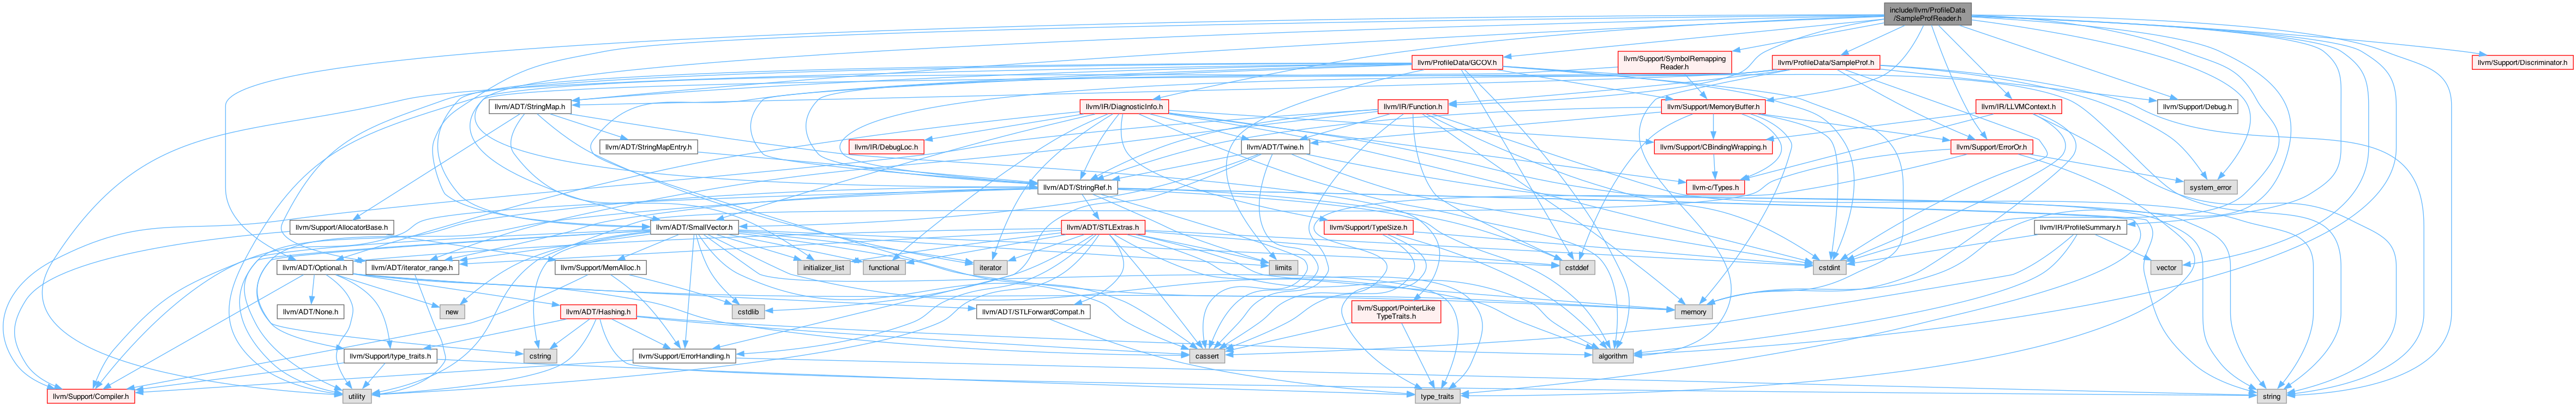 include/llvm/ProfileData
/SampleProfReader.h
llvm/ProfileData/GCOV.h
llvm/Support/SymbolRemapping
Reader.h
llvm/ProfileData/SampleProf.h
llvm/Support/Discriminator.h
llvm/ADT/StringMap.h
llvm/IR/DiagnosticInfo.h
llvm/IR/Function.h
llvm/Support/MemoryBuffer.h
llvm/IR/LLVMContext.h
llvm/Support/Debug.h
llvm/ADT/StringMapEntry.h
llvm/IR/DebugLoc.h
llvm/ADT/Twine.h
llvm/Support/CBindingWrapping.h
llvm/Support/ErrorOr.h
llvm/ADT/StringRef.h
llvm-c/Types.h
system_error
llvm/Support/AllocatorBase.h
llvm/ADT/SmallVector.h
llvm/ADT/STLExtras.h
llvm/Support/TypeSize.h
llvm/IR/ProfileSummary.h
llvm/ADT/Optional.h
llvm/ADT/iterator_range.h
llvm/Support/MemAlloc.h
initializer_list
functional
iterator
limits
cstddef
cstdint
vector
llvm/ADT/None.h
new
llvm/ADT/Hashing.h
cstdlib
llvm/ADT/STLForwardCompat.h
llvm/Support/PointerLike
TypeTraits.h
memory
llvm/Support/type_traits.h
cstring
llvm/Support/ErrorHandling.h
cassert
algorithm
llvm/Support/Compiler.h
utility
type_traits
string